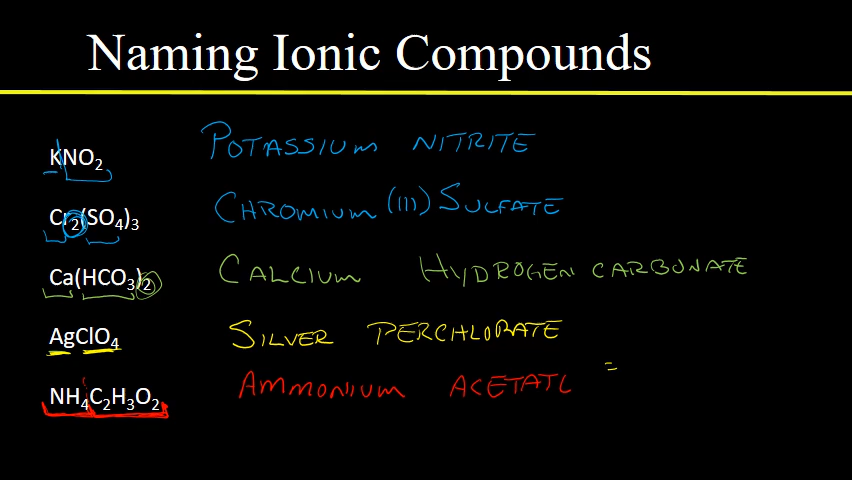 Naming Ionic Compounds
KNO₂ POTASSIUM NITRITE
Cr₂(SO₄)₃ CHROMIUM (III) SULFATE
Ca(HCO₃)₂ CALCIUM HYDROGEN CARBONATE
AgClO₄ SILVER PERCHLORATE
NH₄C₂H₃O₂ AMMONIUM ACETATC =